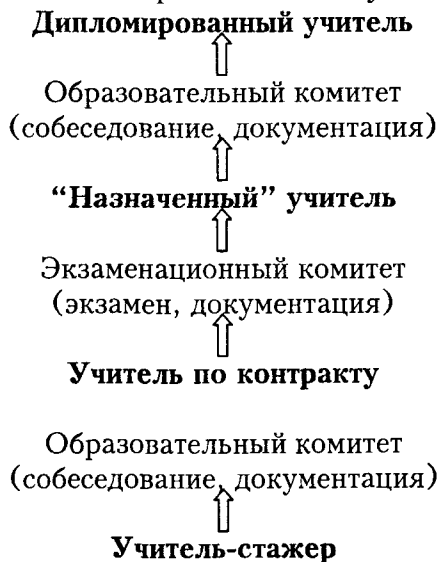 Дипломированный учитель
Образовательный комитет
(собеседование, документация)
“Назначенный” учитель
Экзаменационный комитет
(экзамен, документация)
Учитель по контракту
Образовательный комитет
(собеседование, документация)
Учитель-стажер